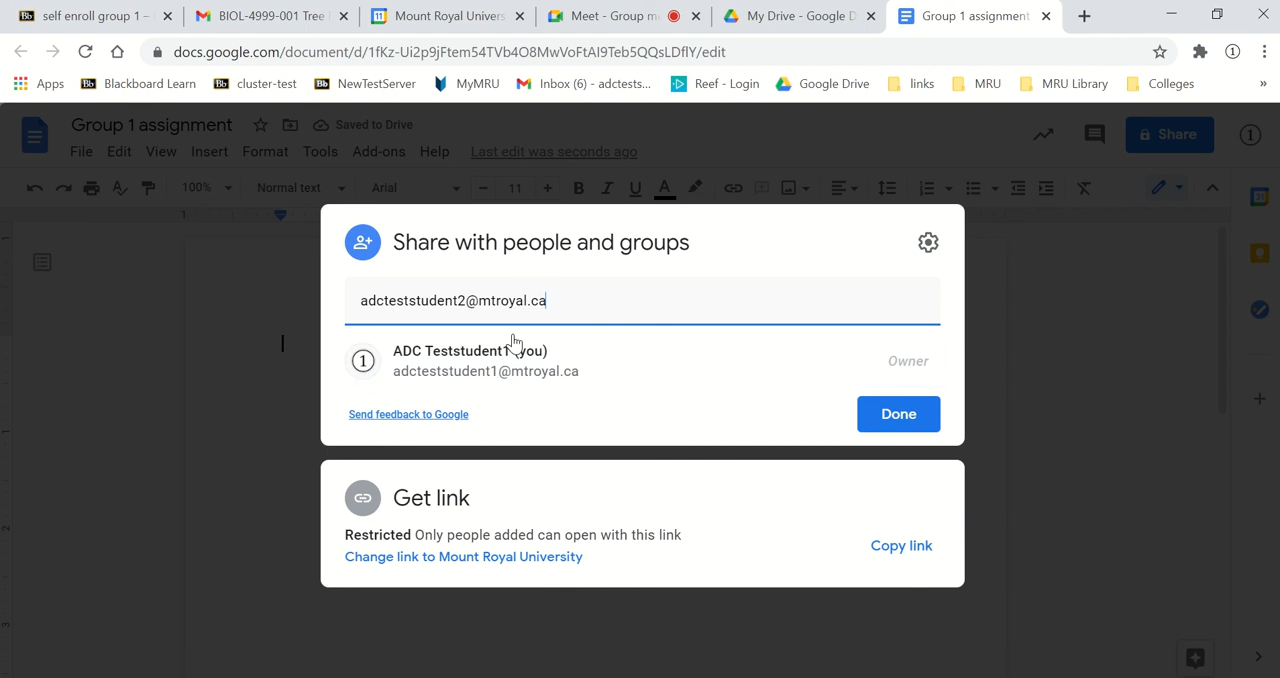 self enroll group 1 – BIOL-4999-001 Tree Mount Royal Univers Meet - Group m My Drive - Google D Group 1 assignment
docs.google.com/document/d/1fKz-Ui2p9jFtem54TVb4O8MwVoFtAI9Teb5QQsLDflY/edit
Apps Blackboard Learn cluster-test NewTestServer MyMRU Inbox (6) - adctests... Reef - Login Google Drive links MRU MRU Library Colleges »
Group 1 assignment Saved to Drive
File Edit View Insert Format Tools Add-ons Help Last edit was seconds ago
Share
100% Normal text Arial 11
Share with people and groups
adcteststudent2@mtroyal.ca
ADC Teststudent1 (you)
adcteststudent1@mtroyal.ca
Owner
Send feedback to Google
Done
Get link
Restricted Only people added can open with this link
Change link to Mount Royal University
Copy link